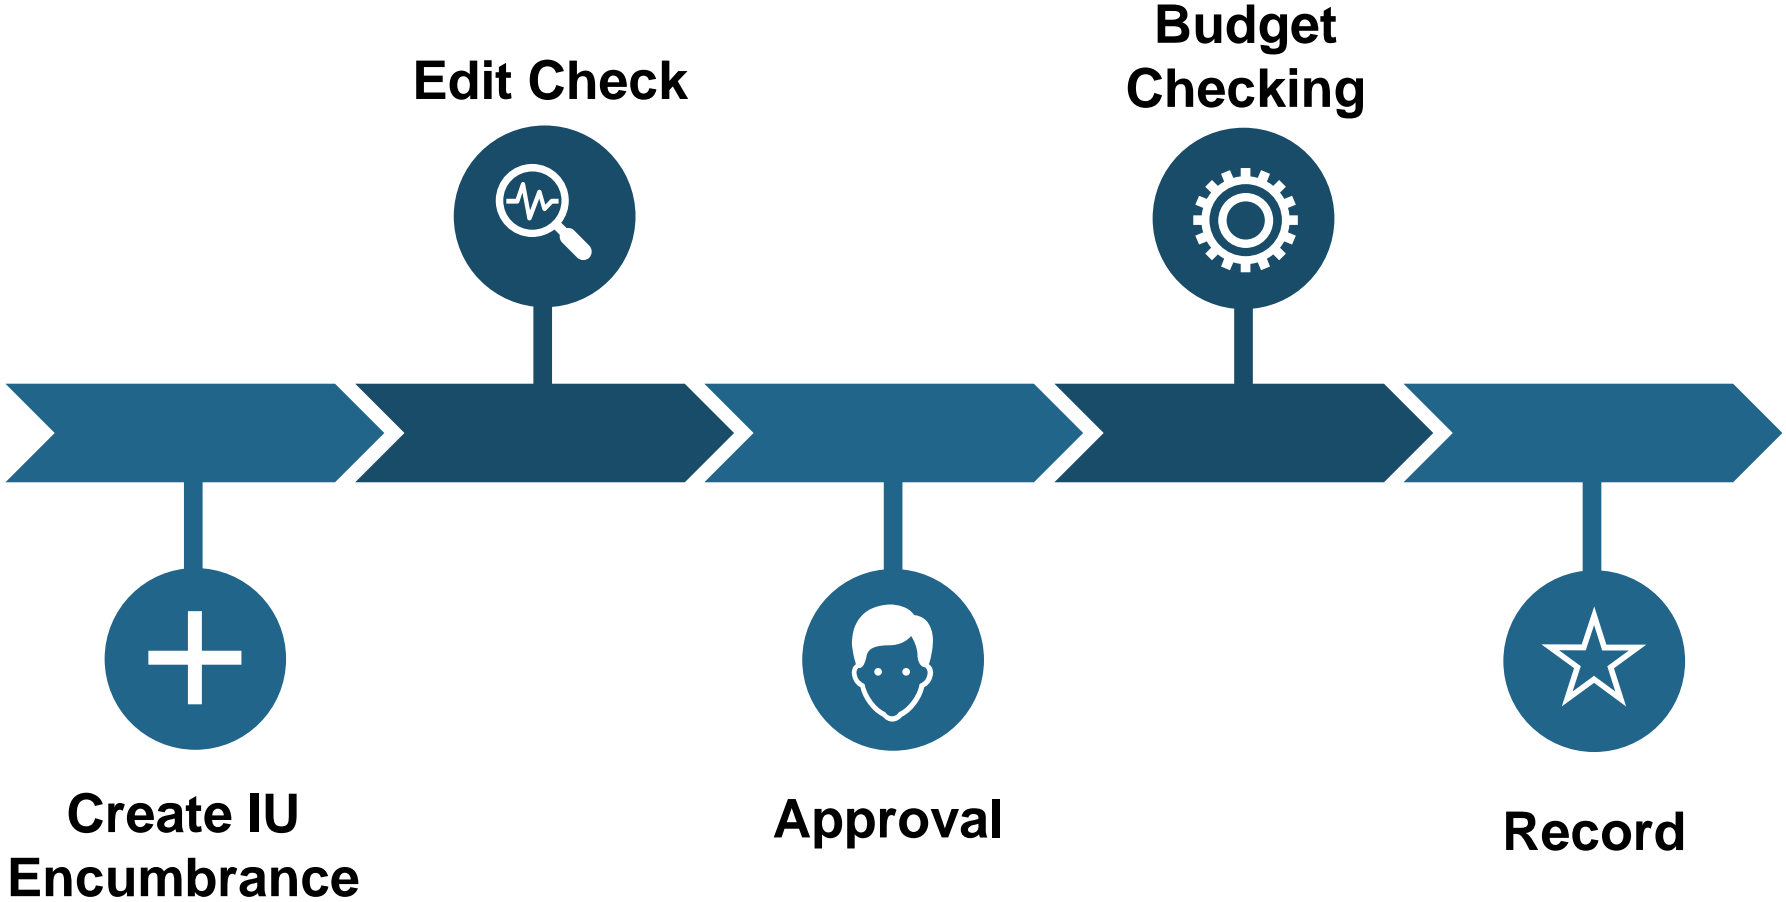 Create IU
Encumbrance
Edit Check
Approval
Budget
Checking
Record